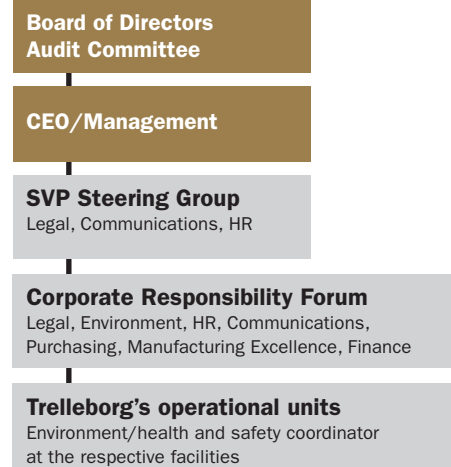 Board of Directors
Audit Committee
CEO/Management
SVP Steering Group
Legal, Communications, HR
Corporate Responsibility Forum
Legal, Environment, HR, Communications,
Purchasing, Manufacturing Excellence, Finance
Trelleborg’s operational units
Environment/health and safety coordinator
at the respective facilities